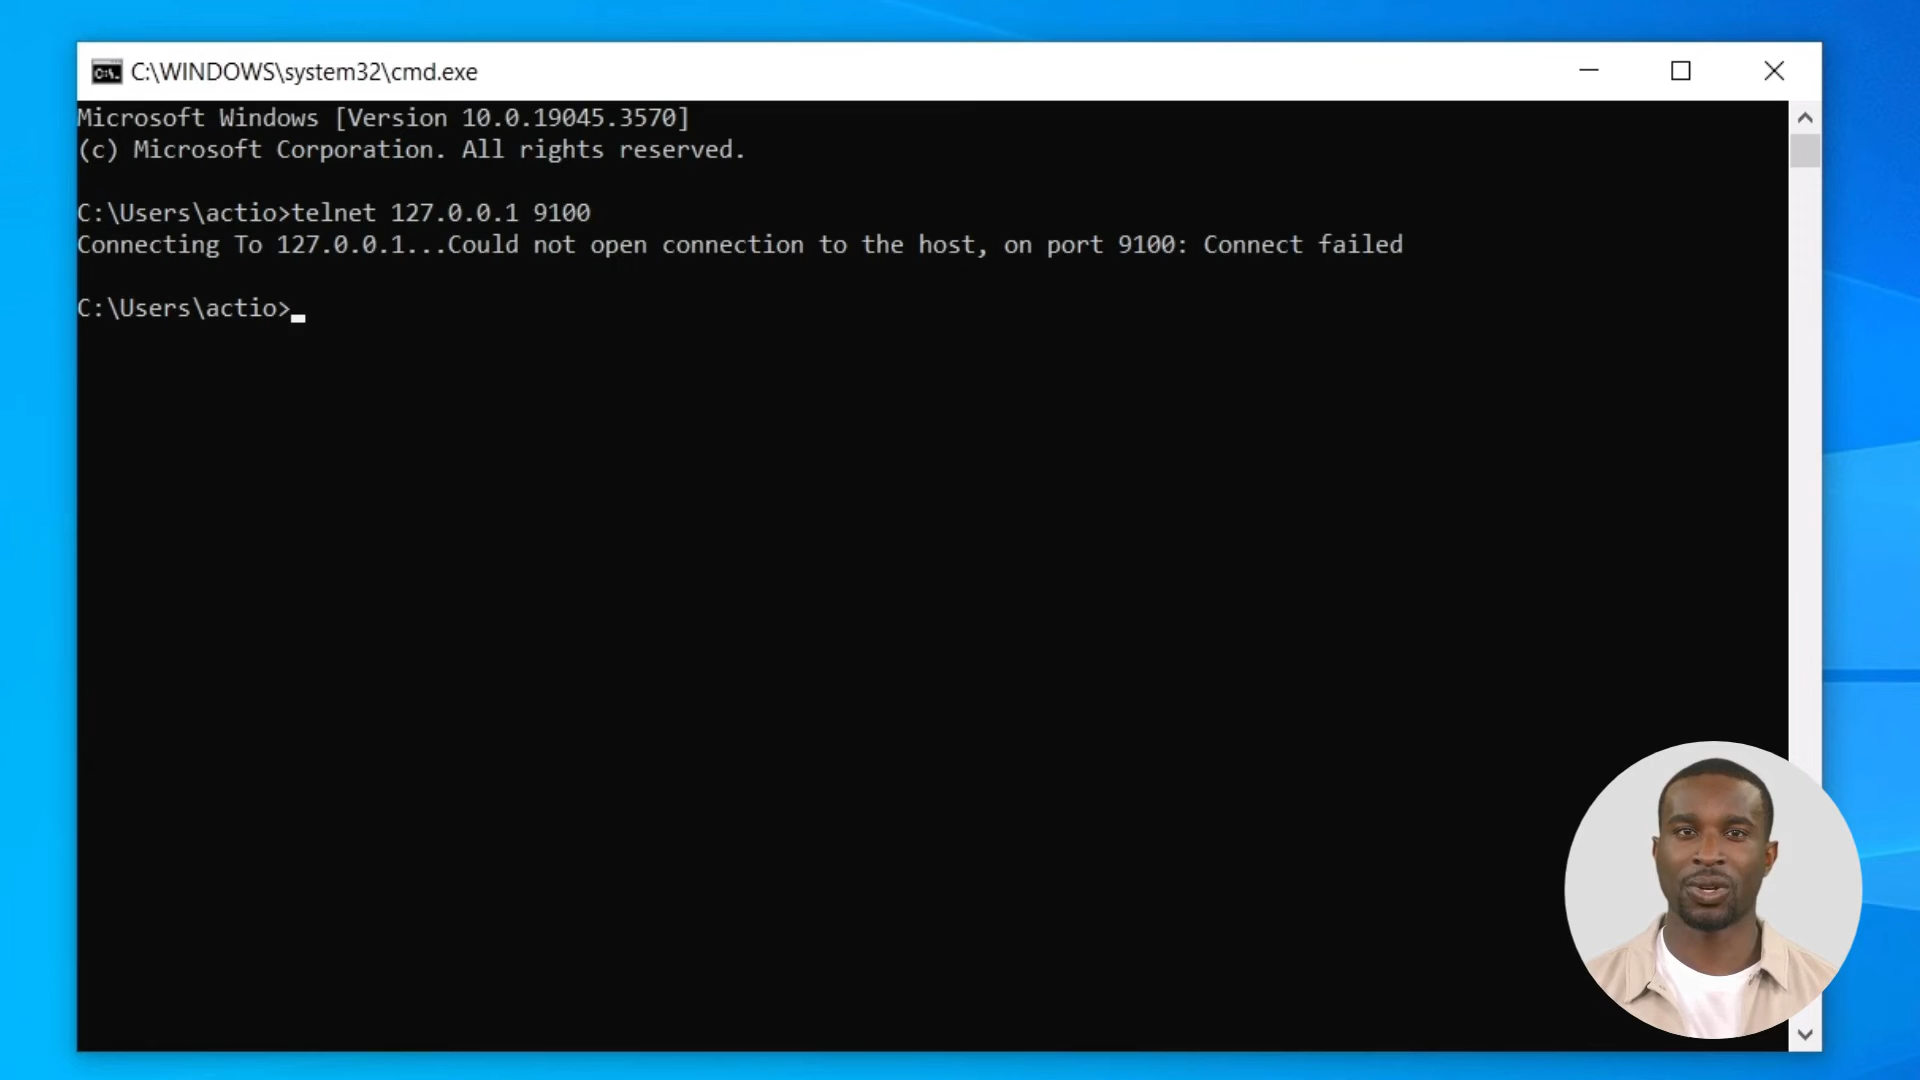 C:\WINDOWS\system32\cmd.exe
Microsoft Windows [Version 10.0.19045.3570]
(c) Microsoft Corporation. All rights reserved.
C:\Users\actio>telnet 127.0.0.1 9100
Connecting To 127.0.0.1...Could not open connection to the host, on port 9100: Connect failed
C:\Users\actio>